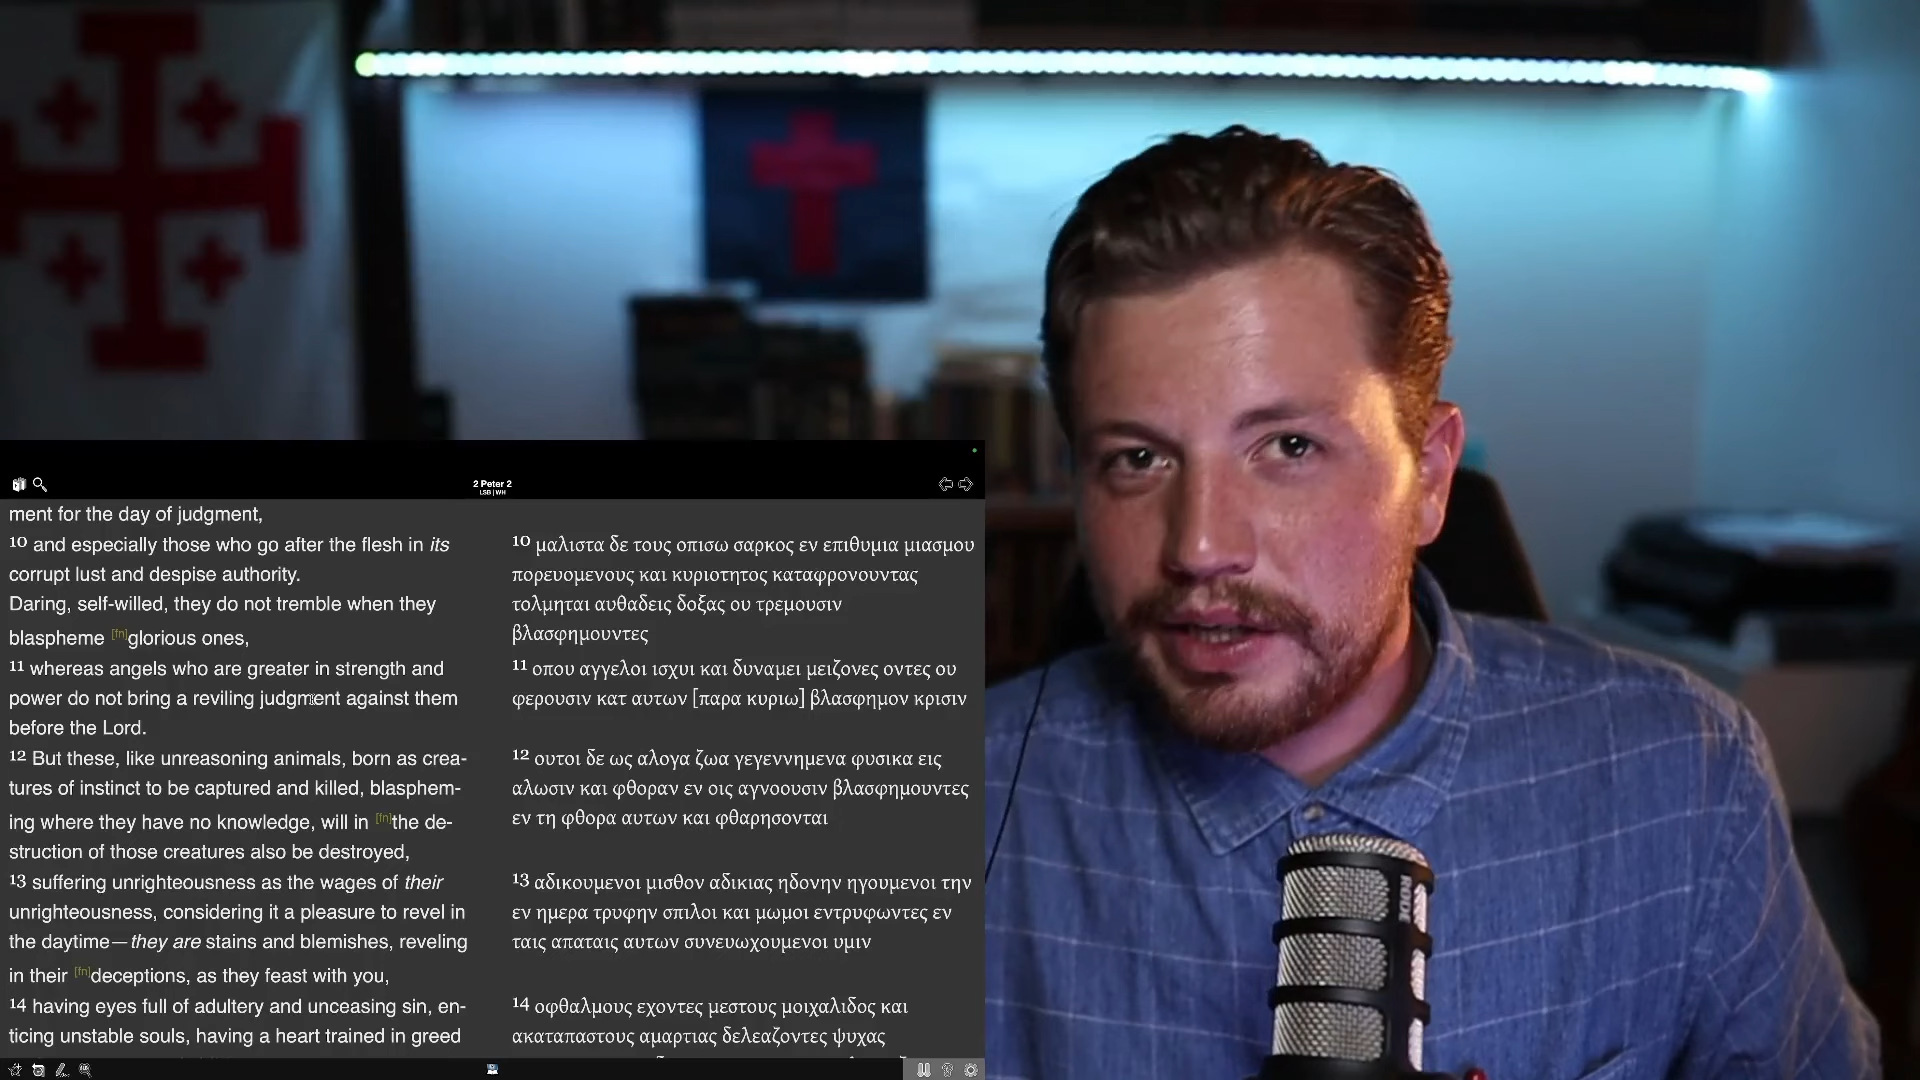 2 Peter 2
LSB | WH
ment for the day of judgment,
10 and especially those who go after the flesh in its
corrupt lust and despise authority.
Daring, self-willed, they do not tremble when they
blaspheme [fn]glorious ones,
11 whereas angels who are greater in strength and
power do not bring a reviling judgment against them
before the Lord.
12 But these, like unreasoning animals, born as crea-
tures of instinct to be captured and killed, blasphem-
ing where they have no knowledge, will in [fn]the de-
struction of those creatures also be destroyed,
13 suffering unrighteousness as the wages of their
unrighteousness, considering it a pleasure to revel in
the daytime—they are stains and blemishes, reveling
in their [fn]deceptions, as they feast with you,
14 having eyes full of adultery and unceasing sin, en-
ticing unstable souls, having a heart trained in greed
10 μαλιστα δε τους οπισω σαρκος εν επιθυμια μιασμου
πορευομενους και κυριοτητος καταφρονουντας
τολμηται αυθαδεις δοξας ου τρεμουσιν
βλασφημουντες
11 οπου αγγελοι ισχυι και δυναμει μειζονες οντες ου
φερουσιν κατ αυτων [παρα κυριω] βλασφημον κρισιν
12 ουτοι δε ως αλογα ζωα γεγεννημενα φυσικα εις
αλωσιν και φθοραν εν οις αγνοουσιν βλασφημουντες
εν τη φθορα αυτων και φθαρησονται
13 αδικουμενοι μισθον αδικιας ηδονην ηγουμενοι την
εν ημερα τρυφην σπιλοι και μωμοι εντρυφωντες εν
ταις απαταις αυτων συνευωχουμενοι υμιν
14 οφθαλμους εχοντες μεστους μοιχαλιδος και
ακαταπαστους αμαρτιας δελεαζοντες ψυχας
RODE